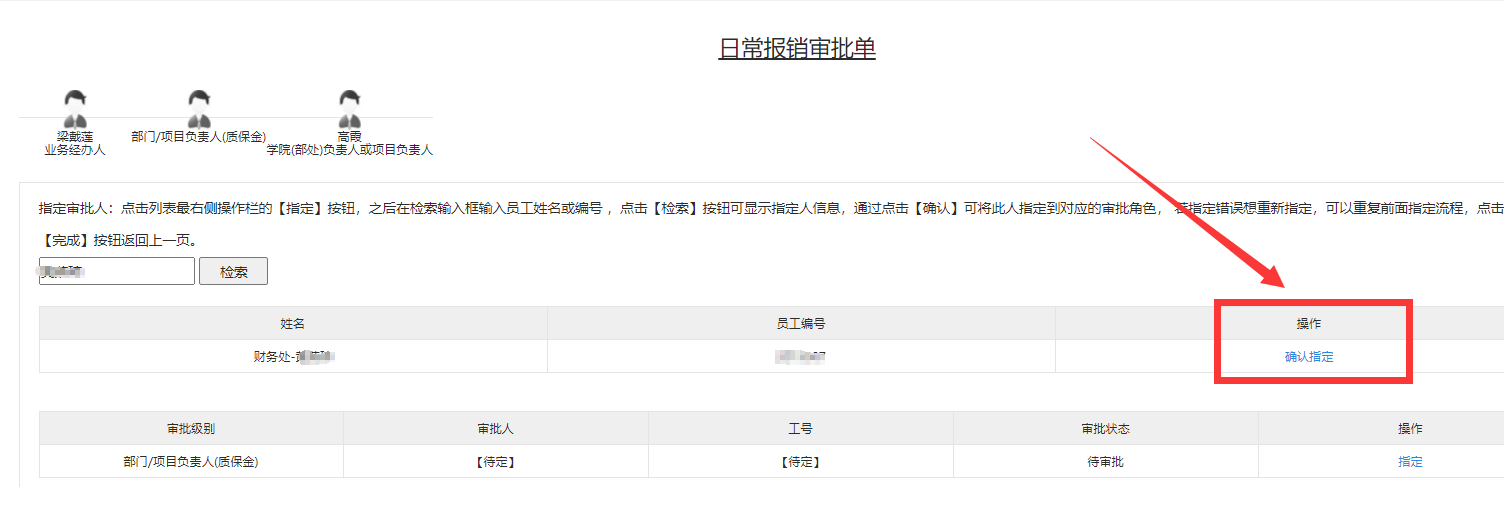 日常报销审批单
梁戴莲
业务经办人
部门/项目负责人(质保金)
高霞
学院(部处)负责人或项目负责人
指定审批人：点击列表最右侧操作栏的【指定】按钮，之后在检索输入框输入员工姓名或编号 ，点击【检索】按钮可显示指定人信息，通过点击【确认】可将此人指定到对应的审批角色， 若指定错误想重新指定，可以重复前面指定流程，点击
【完成】按钮返回上一页。
检索
姓名 员工编号 操作
财务处- 确认指定
审批级别 审批人 工号 审批状态 操作
部门/项目负责人(质保金) 【待定】 【待定】 待审批 指定